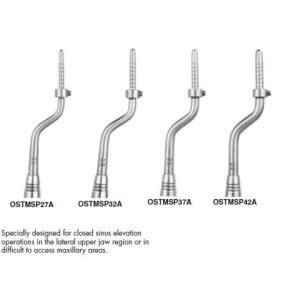 OSTMSP27A OSTMSP32A OSTMSP37A OSTMSP42A
Specially designed for closed sinus elevation
operations in the lateral upper jaw region or in
difficult to access maxillary areas.